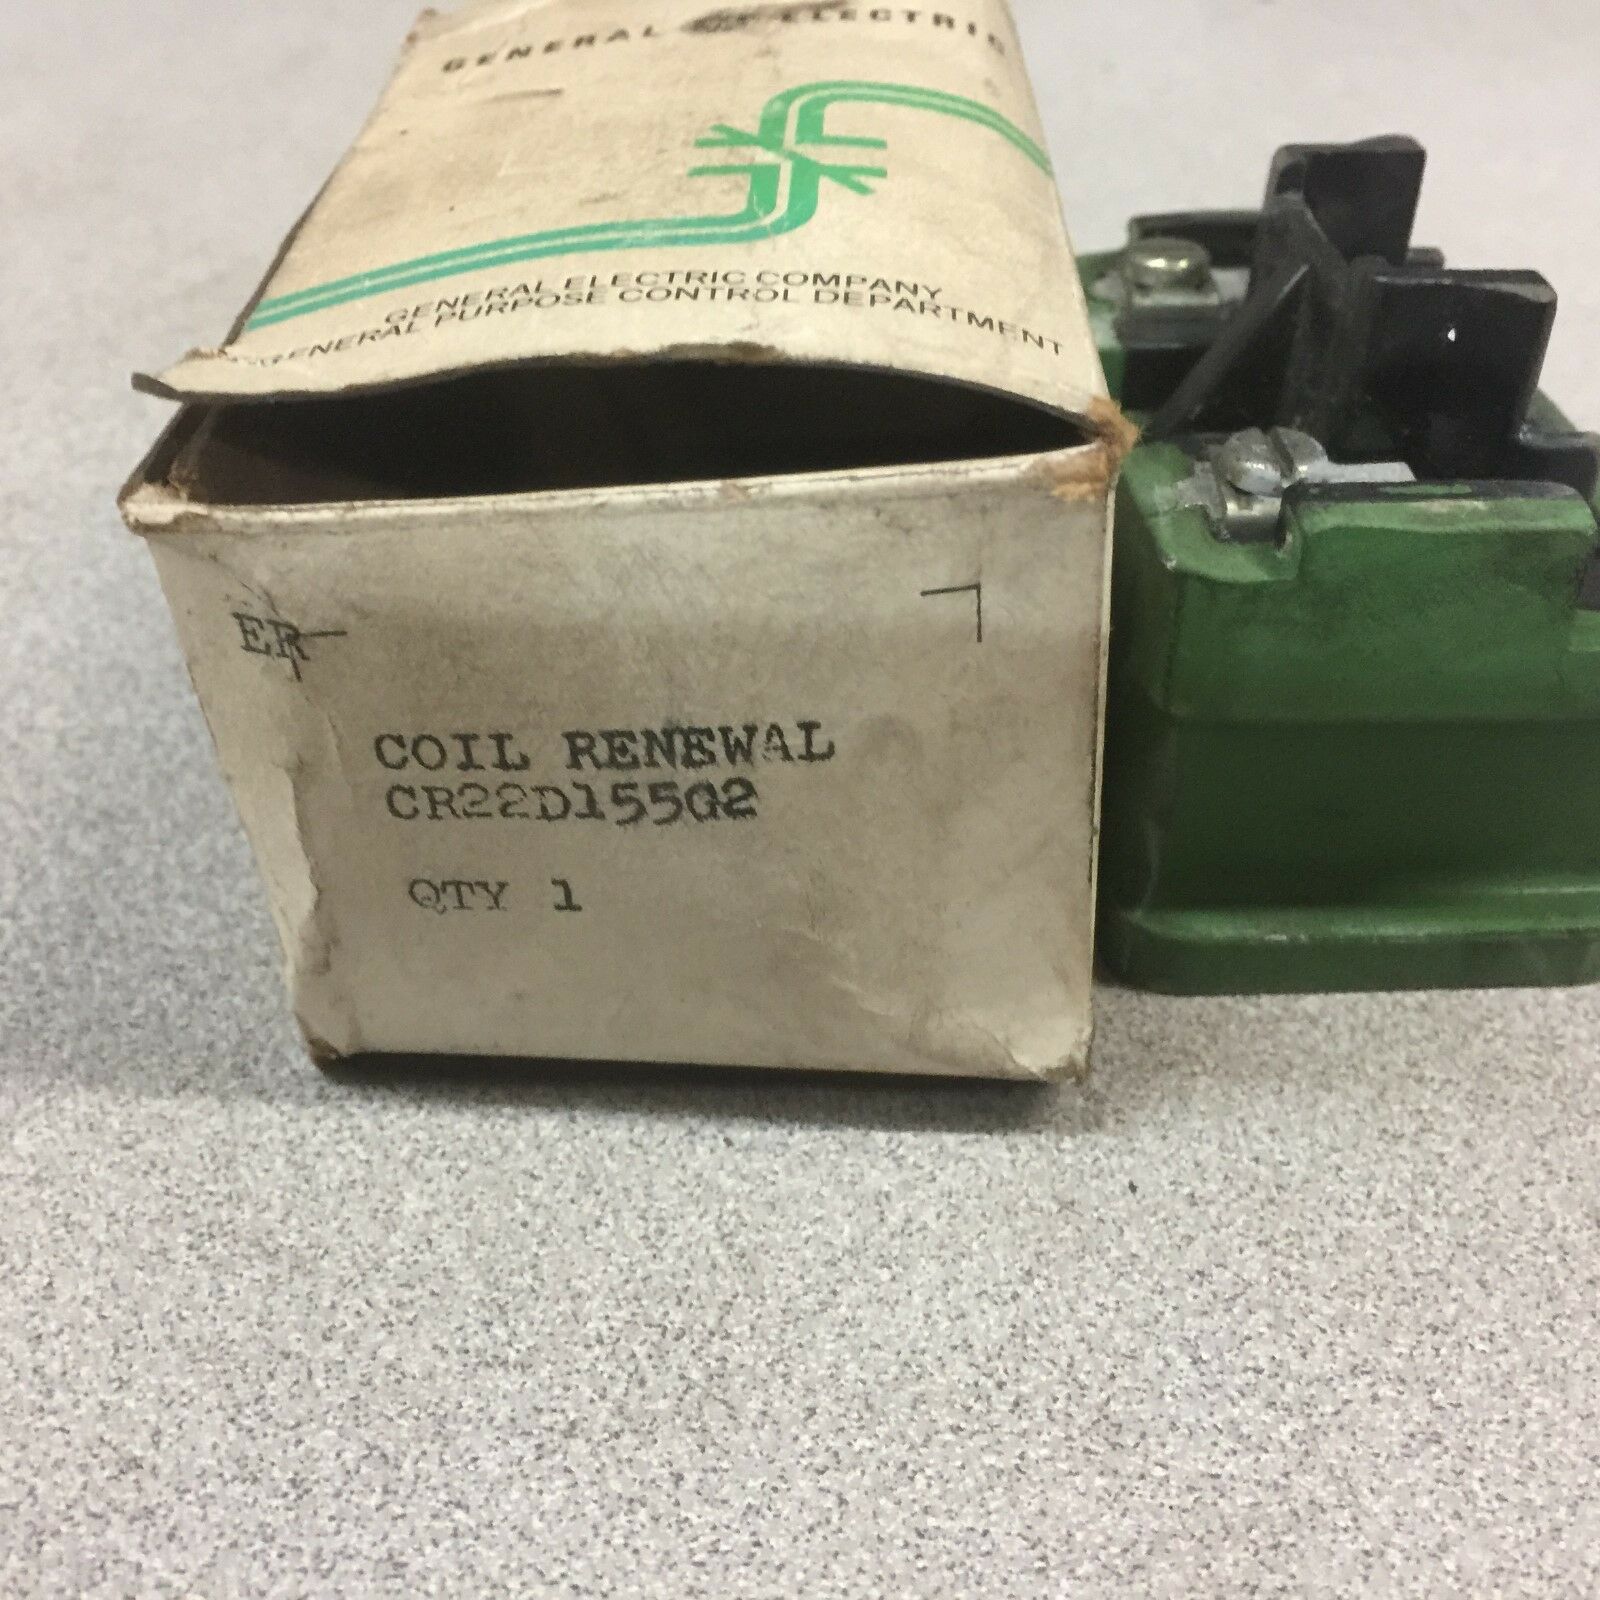 GENERAL ELECTRIC
GENERAL ELECTRIC COMPANY
GENERAL PURPOSE CONTROL DEPARTMENT
ER
COIL RENEWAL
CR22D155G2
QTY 1